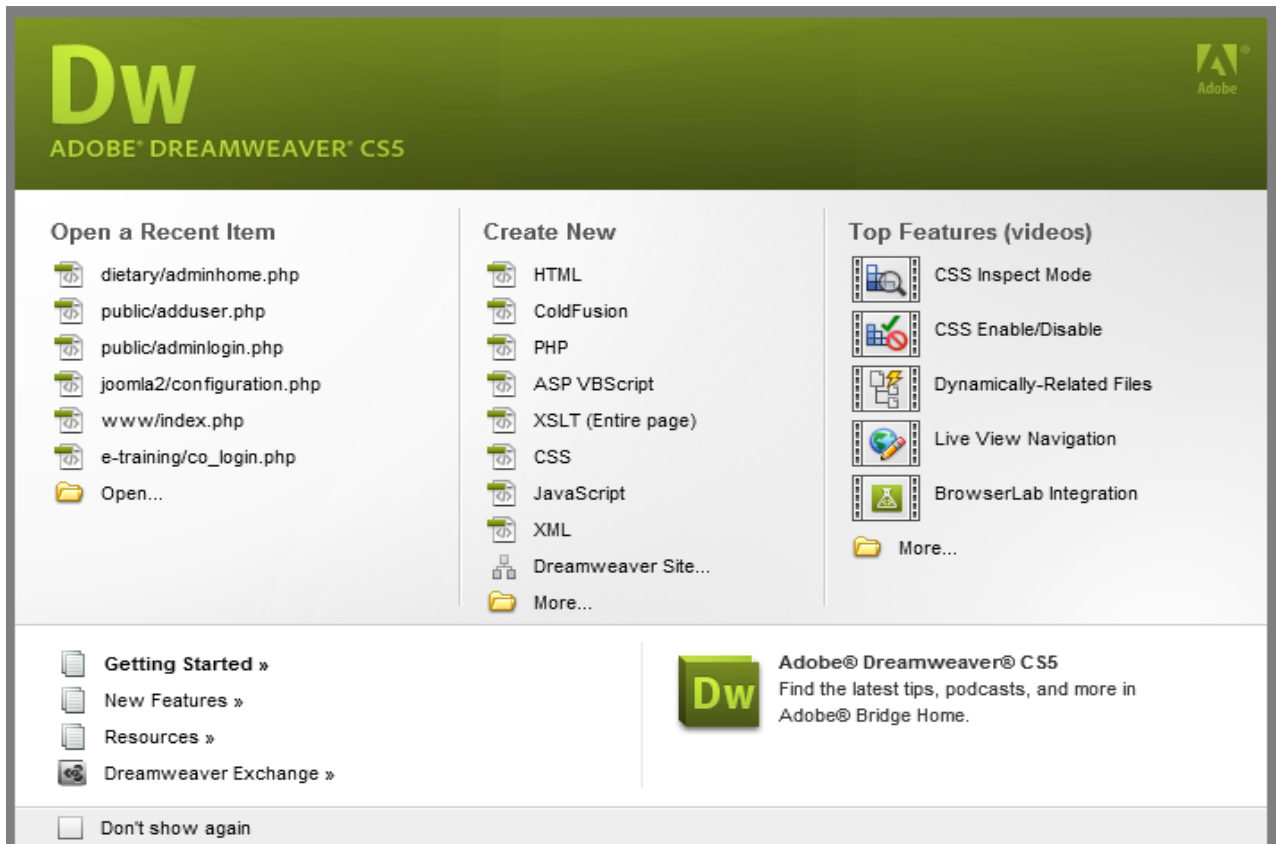 Dw
ADOBE® DREAMWEAVER® CS5
Adobe®
Open a Recent Item
dietary/adminhome.php
public/adduser.php
public/adminlogin.php
joomla2/configuration.php
www/index.php
e-training/co_login.php
Open...
Create New
HTML
ColdFusion
PHP
ASP VBScript
XSLT (Entire page)
CSS
JavaScript
XML
Dreamweaver Site...
More...
Top Features (videos)
CSS Inspect Mode
CSS Enable/Disable
Dynamically-Related Files
Live View Navigation
BrowserLab Integration
More...
Getting Started »
New Features »
Resources »
Dreamweaver Exchange »
Dw
Adobe® Dreamweaver® CS5
Find the latest tips, podcasts, and more in
Adobe® Bridge Home.
Don't show again